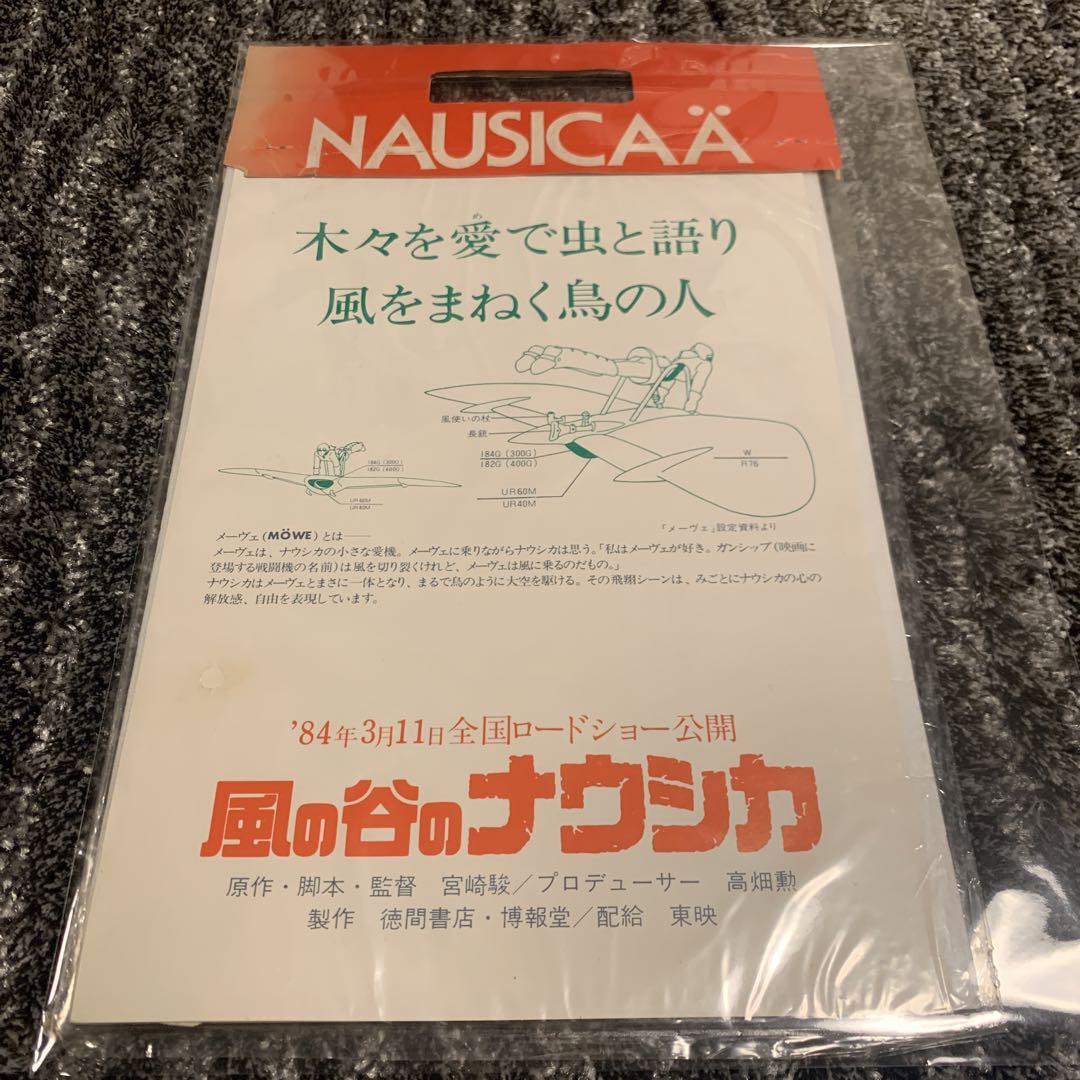 NAUSICAÄ
め
木々を愛で虫と語り
風をまねく鳥の人
風使いの杖
長銃
184G (300G)
182G (400G)
W
R76
184G (300G)
182G (400G)
UR60M
UR40M
UR60M
UR40M
「メーヴェ」設定資料より
メーヴェ(MÖWE)とは——
メーヴェは、ナウシカの小さな愛機。メーヴェに乗りながらナウシカは思う。「私はメーヴェが好き。ガンシップ(映画に
登場する戦闘機の名前)は風を切り裂くけれど、メーヴェは風に乗るのだもの。」
ナウシカはメーヴェとまさに一体となり、まるで鳥のように大空を駆ける。その飛翔シーンは、みごとにナウシカの心の
解放感、自由を表現しています。
'84年3月11日全国ロードショー公開
風の谷のナウシカ
原作・脚本・監督 宮崎駿/プロデューサー 高畑勲
製作 徳間書店・博報堂/配給 東映